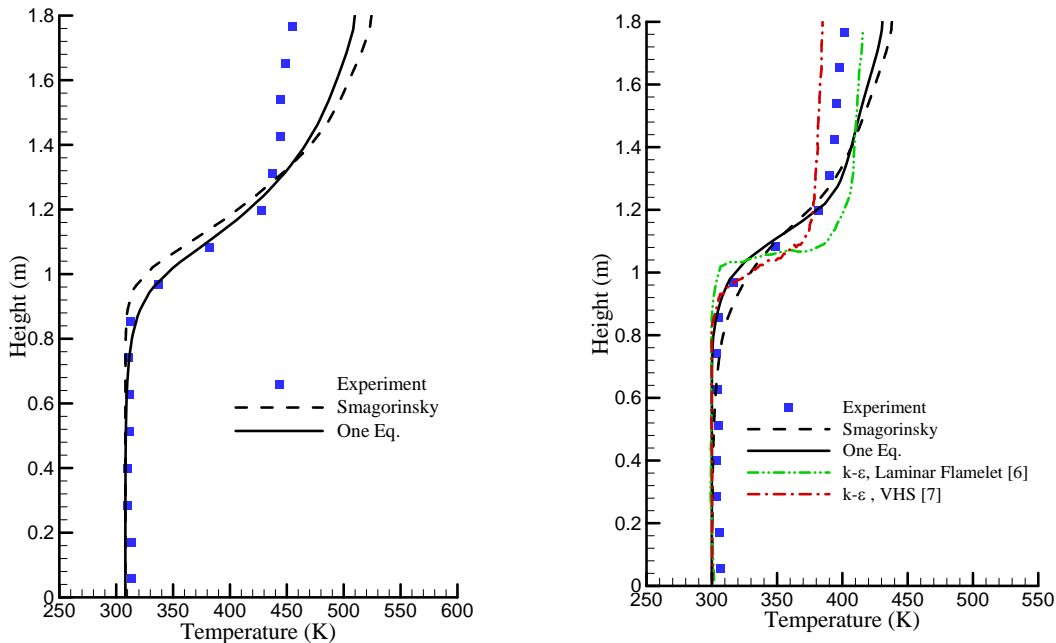 1.8
1.6
1.4
1.2
1
0.8
0.6
0.4
0.2
0
Height (m)
Experiment
Smagorinsky
One Eq.
250 300 350 400 450 500 550 600
Temperature (K)
1.8
1.6
1.4
1.2
1
0.8
0.6
0.4
0.2
0
Height (m)
Experiment
Smagorinsky
One Eq.
k-ε, Laminar Flamelet [6]
k-ε , VHS [7]
250 300 350 400 450 500 550
Temperature (K)